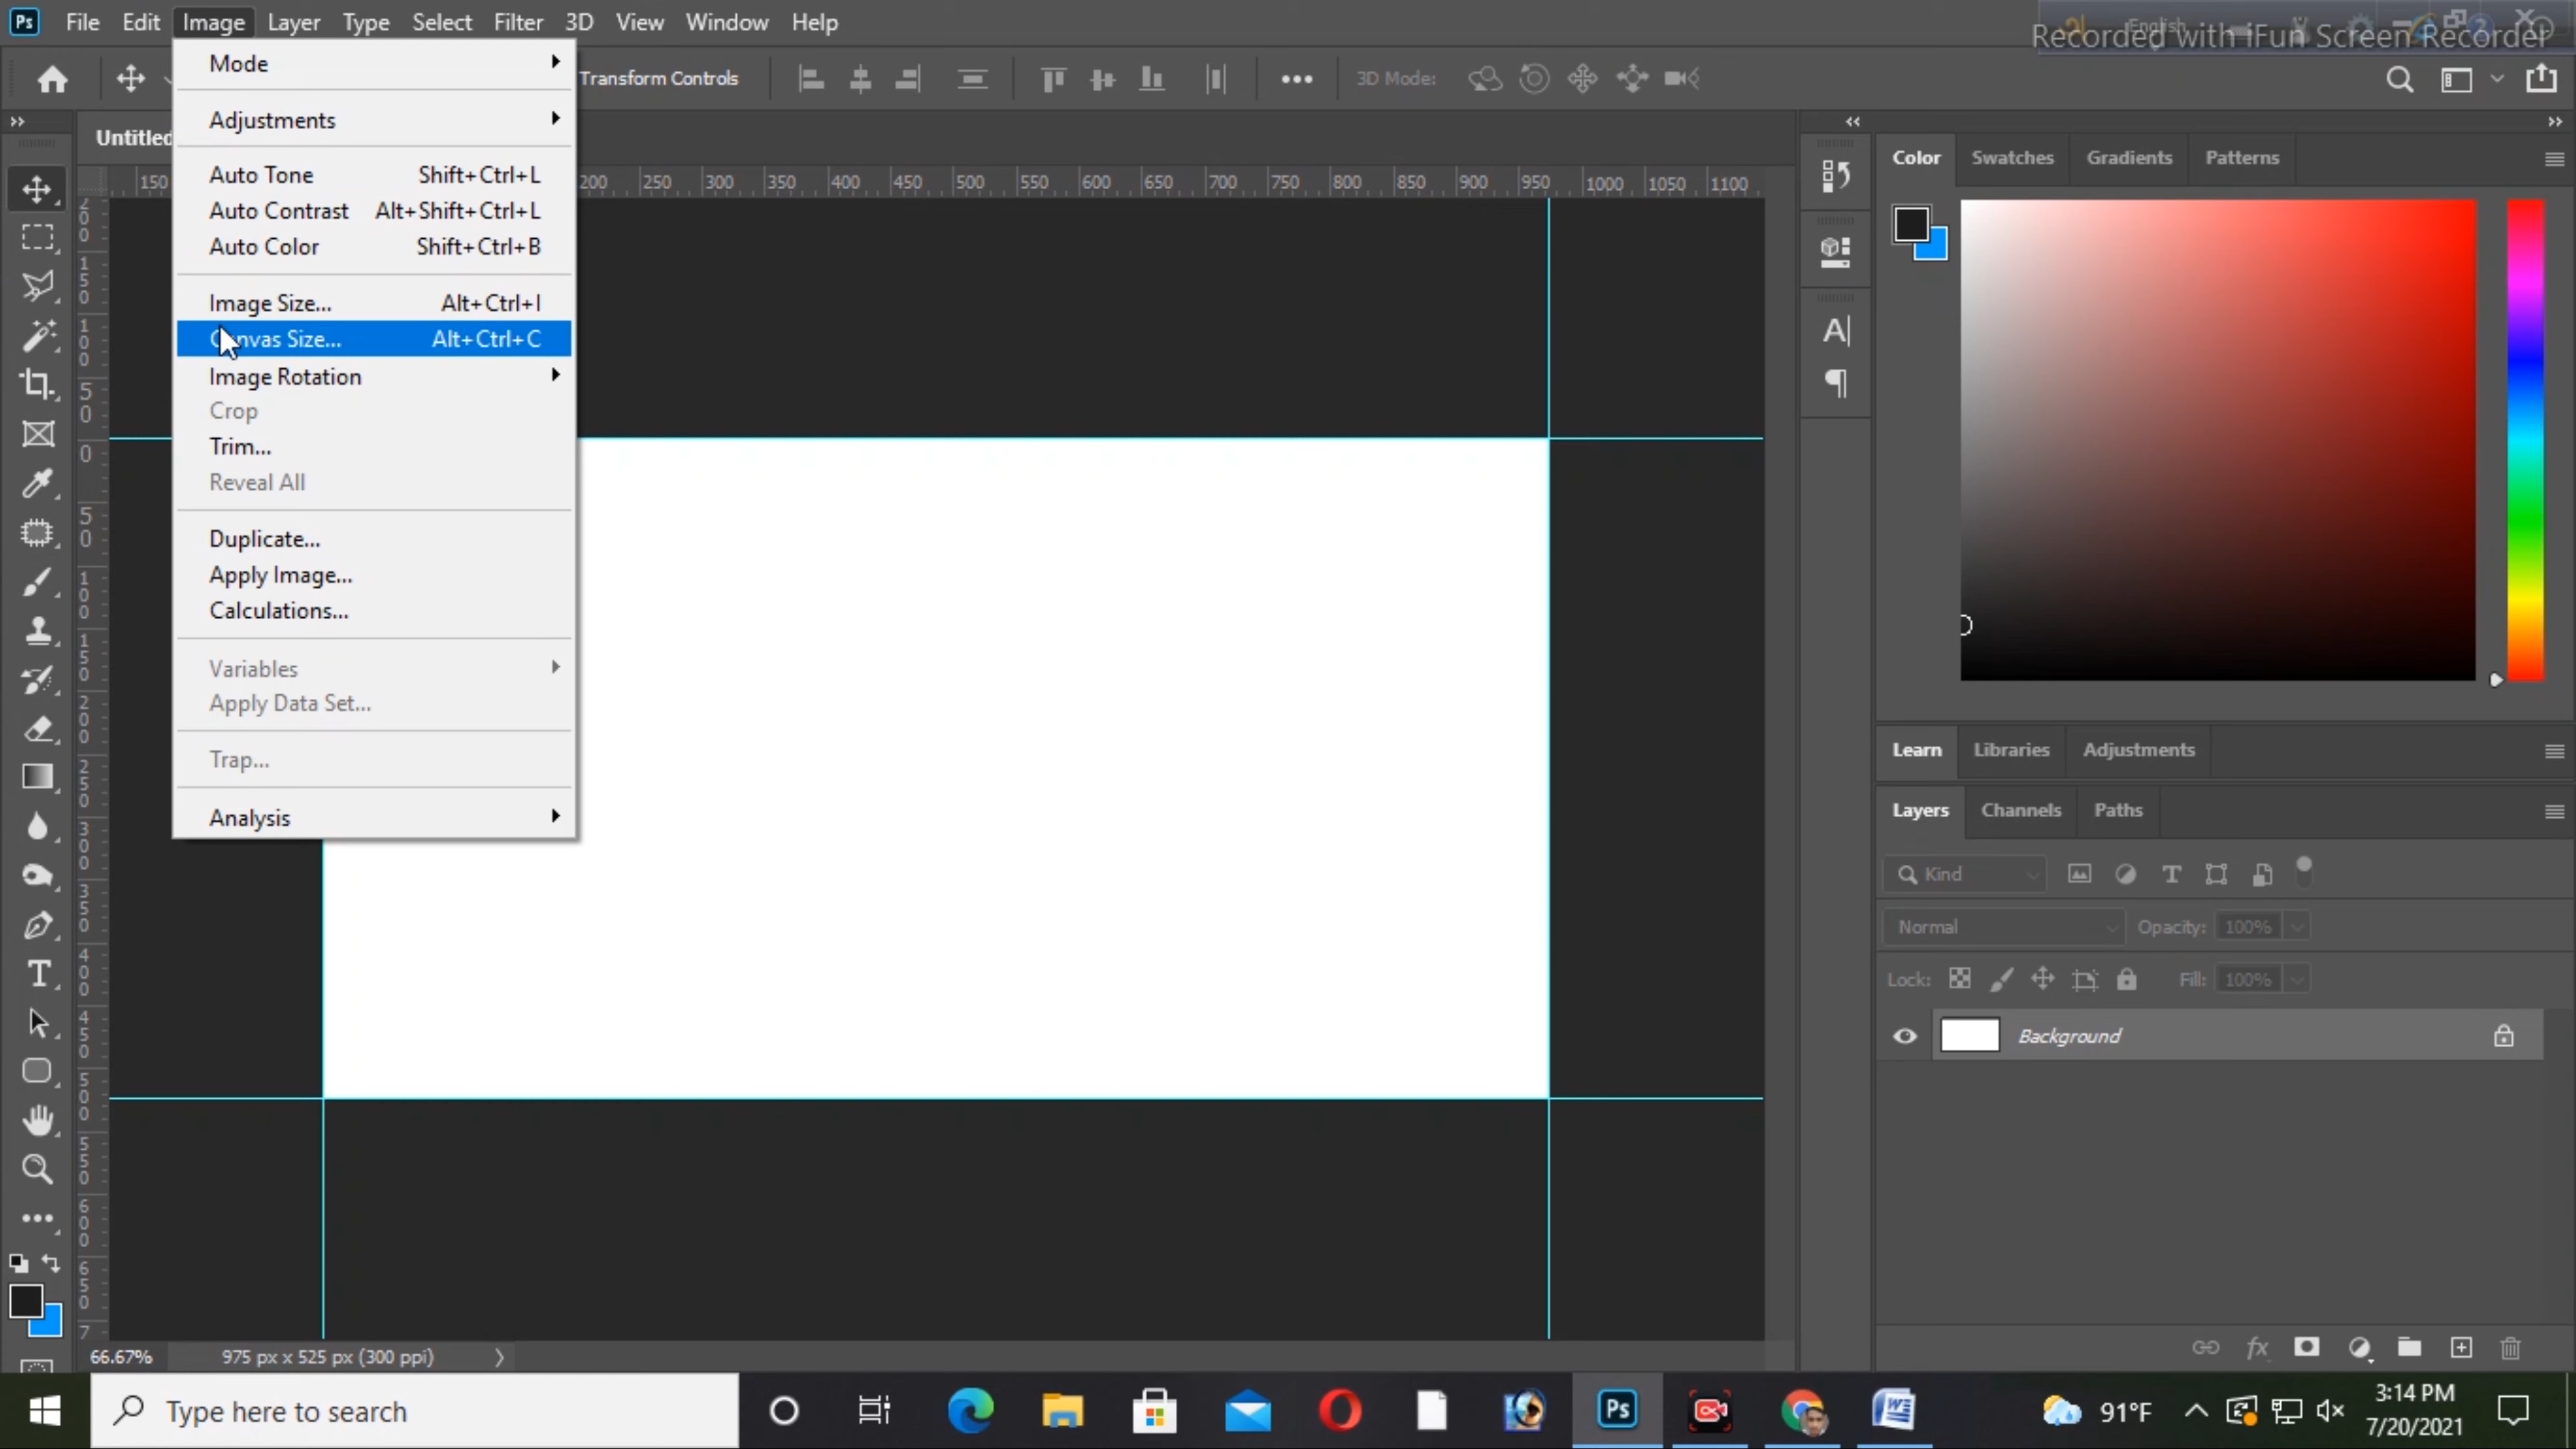 Ps File Edit Image Layer Type Select Filter 3D View Window Help
Recorded with iFun Screen Recorder
Transform Controls
3D Mode:
Untitled
Mode
Adjustments
Auto Tone Shift+Ctrl+L
Auto Contrast Alt+Shift+Ctrl+L
Auto Color Shift+Ctrl+B
Image Size... Alt+Ctrl+I
Canvas Size... Alt+Ctrl+C
Image Rotation
Crop
Trim...
Reveal All
Duplicate...
Apply Image...
Calculations...
Variables
Apply Data Set...
Trap...
Analysis
150 200 250 300 350 400 450 500 550 600 650 700 750 800 850 900 950 1000 1050 1100
Color Swatches Gradients Patterns
Learn Libraries Adjustments
Layers Channels Paths
Kind
Normal Opacity: 100%
Lock: Fill: 100%
Background
fx
66.67% 975 px x 525 px (300 ppi)
Type here to search
Ps
91°F
3:14 PM
7/20/2021